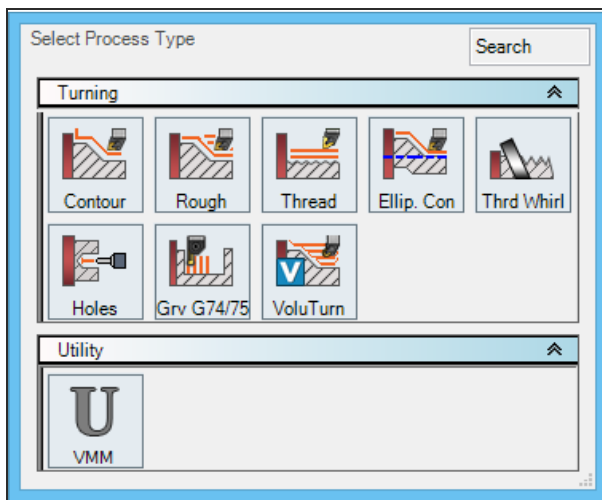 Select Process Type
Search
Turning
Contour
Rough
Thread
Ellip. Con
Thrd Whirl
Holes
Grv G74/75
V
VoluTurn
Utility
U
VMM